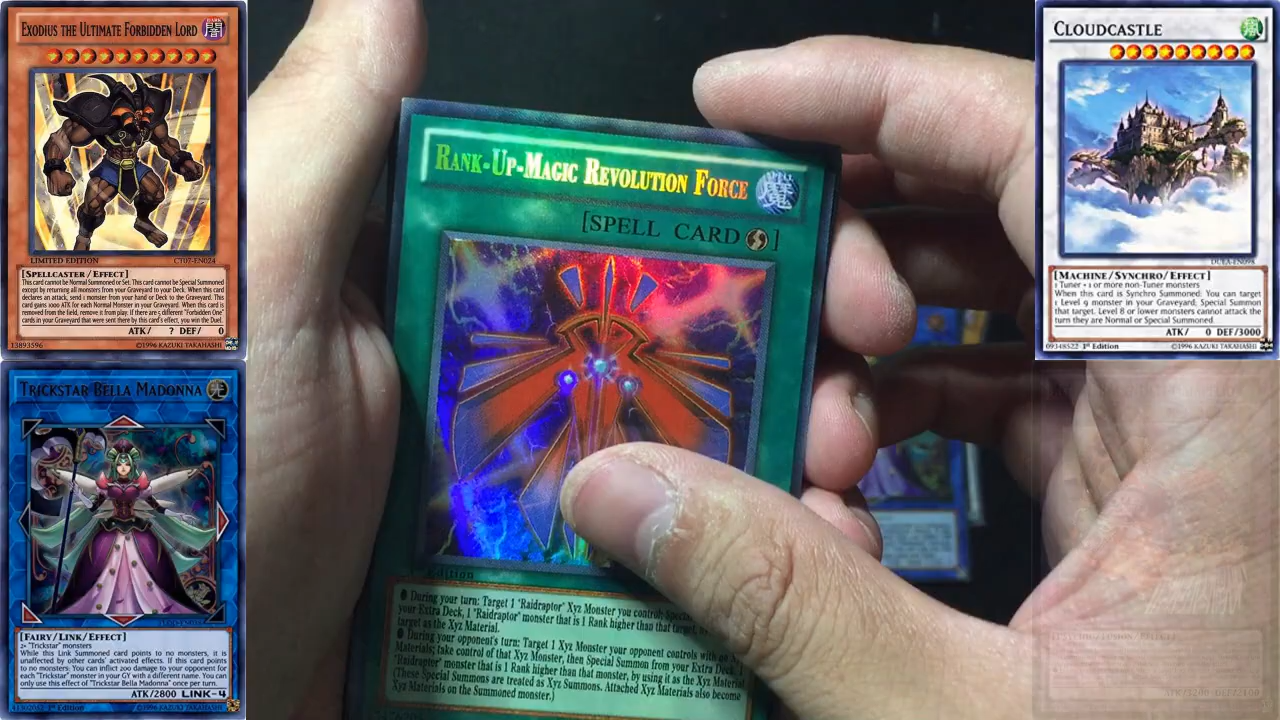 EXODIUS THE ULTIMATE FORBIDDEN LORD
DARK
闇
LIMITED EDITION
CT07-EN024
[SPELLCASTER / EFFECT]
This card cannot be Normal Summoned or Set. This card cannot be Special Summoned
except by returning all monsters from your Graveyard to your Deck. When this card
declares an attack, send 1 monster from your hand or Deck to the Graveyard. This
card gains 1000 ATK for each Normal Monster in your Graveyard. When this card is
removed from the field, remove it from play. If there are 5 different "Forbidden One"
cards in your Graveyard that were sent there by this card's effect, you win the Duel.
ATK/ ? DEF/ 0
13893596
©1996 KAZUKI TAKAHASHI
TRICKSTAR BELLA MADONNA
光
[FAIRY/LINK/EFFECT]
2+ "Trickstar" monsters
While this Link Summoned card points to no monsters, it is
unaffected by other cards' activated effects. If this card points
to no monsters: You can inflict 200 damage to your opponent for
each "Trickstar" monster in your GY with a different name. You can
only use this effect of "Trickstar Bella Madonna" once per turn.
ATK/2800 LINK-4
1st Edition
©1996 KAZUKI TAKAHASHI
RANK-UP-MAGIC REVOLUTION FORCE
魔
[SPELL CARD]
Edition
● During your turn: Target 1 "Raidraptor" Xyz Monster you control; Speci
your Extra Deck, 1 "Raidraptor" monster that is 1 Rank higher than that target,
target as the Xyz Material.
● During your opponent's turn: Target 1 Xyz Monster your opponent controls with no
Materials; take control of that Xyz Monster, then Special Summon from your Extra Deck,
"Raidraptor" monster that is 1 Rank higher than that monster, by using it as the Xyz Material
(These Special Summons are treated as Xyz Summons. Attached Xyz Materials also become
Xyz Materials on the Summoned monster.)
CLOUDCASTLE
風
DUEA-EN098
[MACHINE/SYNCHRO/EFFECT]
1 Tuner + 1 or more non-Tuner monsters
When this card is Synchro Summoned: You can target
1 Level 9 monster in your Graveyard; Special Summon
that target. Level 8 or lower monsters cannot attack the
turn they are Normal or Special Summoned.
ATK/ 0 DEF/3000
09348522 1st Edition
©1996 KAZUKI TAKAHASHI